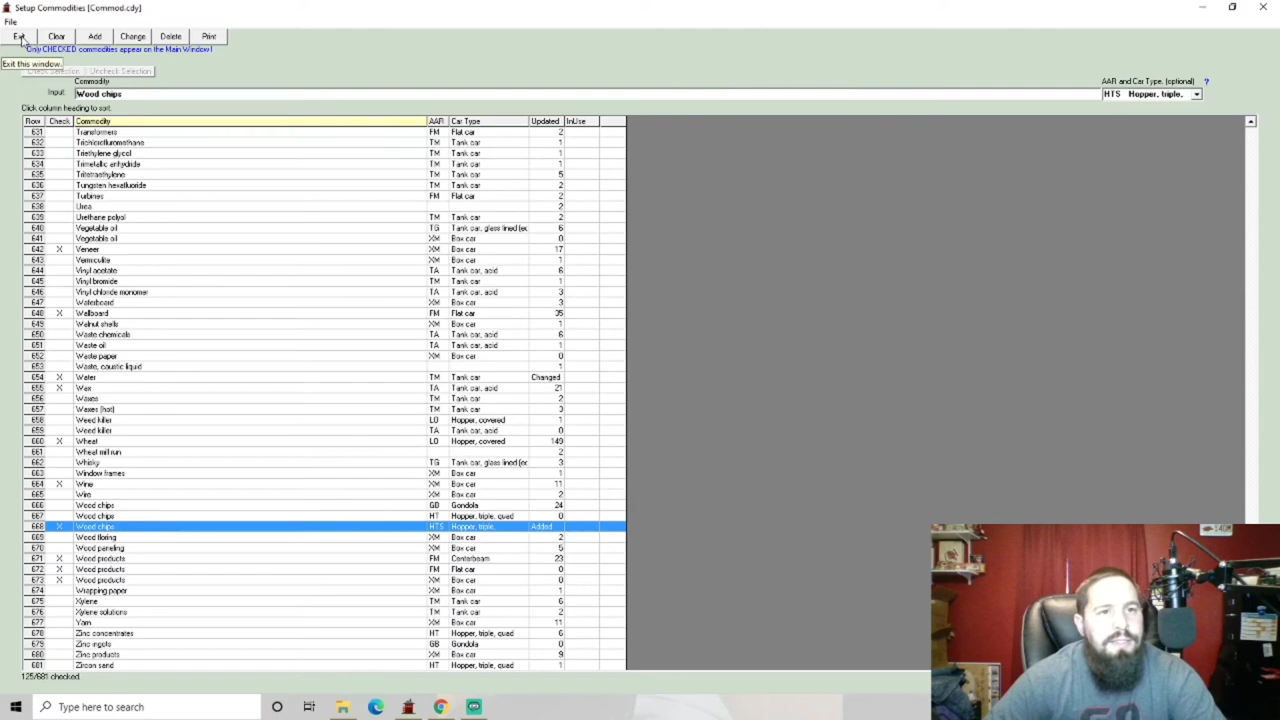 Setup Commodities [Commod.cdy]
File
Exit Clear Add Change Delete Print
Only CHECKED commodities appear on the Main Window!
Exit this window.
Check Selection Uncheck Selection
Commodity AAR and Car Type. (optional) ?
Input: Wood chips HTS Hopper, triple,
Click column heading to sort:
Row Check Commodity AAR Car Type Updated InUse
631 Transformers FM Flat car 2
632 Trichlorofluromethane TM Tank car 1
633 Triethylene glycol TM Tank car 1
634 Trimetallic anhydride TM Tank car 1
635 Tritetraethylene TM Tank car 5
636 Tungsten hexafluoride TM Tank car 2
637 Turbines FM Flat car 2
638 Urea 2
639 Urethane polyol TM Tank car 2
640 Vegetable oil TG Tank car, glass lined (ec 6
641 Vegetable oil XM Box car 0
642 X Veneer XM Box car 17
643 Vermiculite XM Box car 1
644 Vinyl acetate TA Tank car, acid 6
645 Vinyl bromide TM Tank car 1
646 Vinyl chloride monomer TA Tank car, acid 3
647 Waferboard XM Box car 3
648 X Wallboard FM Flat car 35
649 Walnut shells XM Box car 1
650 Waste chemicals TA Tank car, acid 6
651 Waste oil TA Tank car, acid 1
652 Waste paper XM Box car 0
653 Waste, caustic liquid 1
654 X Water TM Tank car Changed
655 X Wax TA Tank car, acid 21
656 Waxes TM Tank car 2
657 Waxes (hot) TM Tank car 3
658 Weed killer LO Hopper, covered 1
659 Weed killer TA Tank car, acid 0
660 X Wheat LO Hopper, covered 149
661 Wheat mill run 2
662 Whisky TG Tank car, glass lined (ec 3
663 Window frames XM Box car 1
664 X Wine XM Box car 11
665 Wire XM Box car 2
666 Wood chips GB Gondola 24
667 Wood chips HT Hopper, triple, quad 0
668 X Wood chips HTS Hopper, triple, Added
669 Wood floring XM Box car 2
670 Wood paneling XM Box car 5
671 X Wood products FM Centerbeam 23
672 X Wood products FM Flat car 0
673 X Wood products XM Box car 0
674 Wrapping paper XM Box car 1
675 Xylene TM Tank car 6
676 Xylene solutions TM Tank car 2
677 Yarn XM Box car 11
678 Zinc concentrates HT Hopper, triple, quad 6
679 Zinc ingots GB Gondola 0
680 Zinc products XM Box car 9
681 Zircon sand HT Hopper, triple, quad 1
125/681 checked.
Type here to search